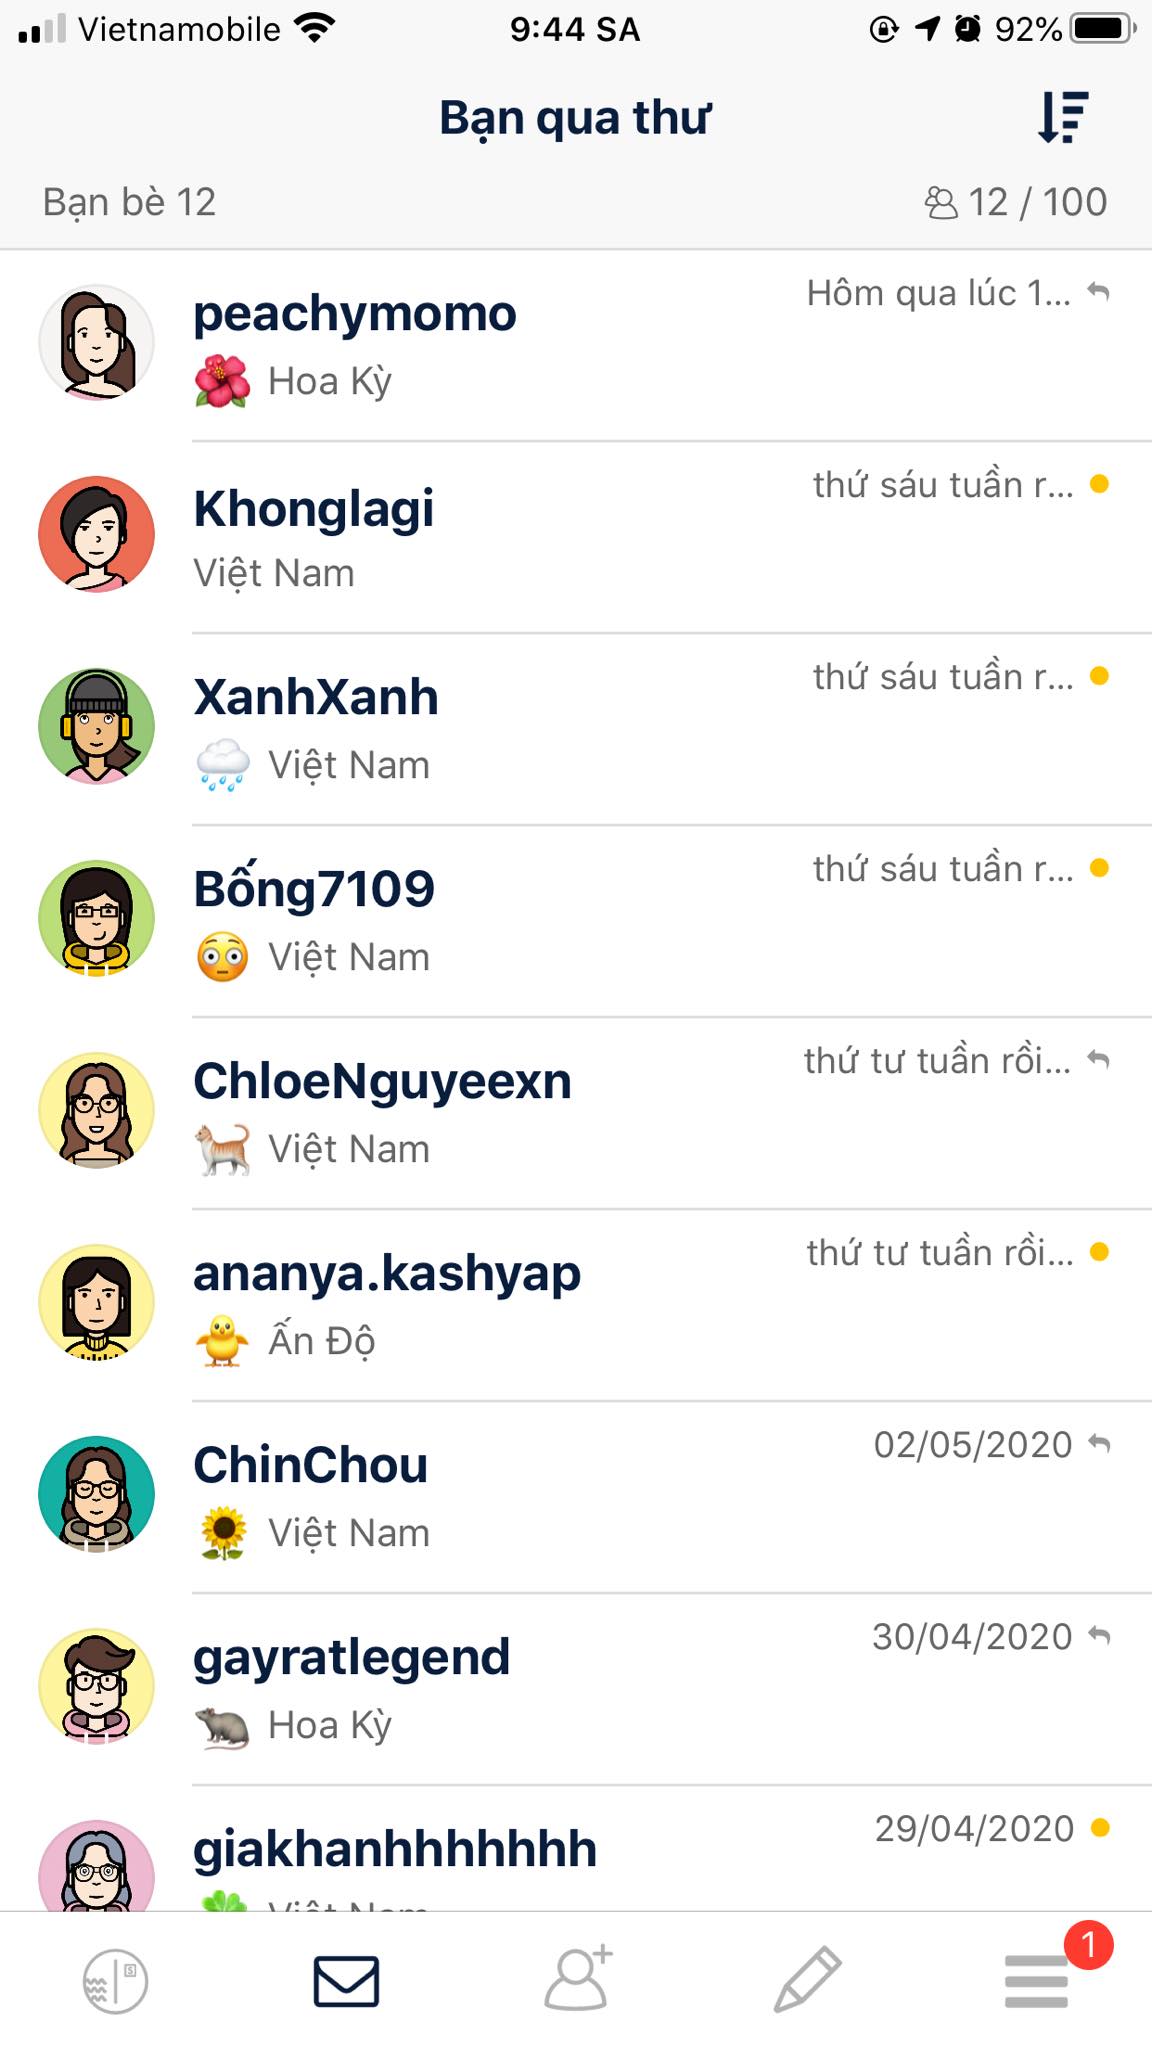 Vietnamobile 9:44 SA 92%
Bạn qua thư
Bạn bè 12 12 / 100
peachymomo Hôm qua lúc 1...
Hoa Kỳ
Khonglagi thứ sáu tuần r...
Việt Nam
XanhXanh thứ sáu tuần r...
Việt Nam
Bống7109 thứ sáu tuần r...
Việt Nam
ChloeNguyeexn thứ tư tuần rồi...
Việt Nam
ananya.kashyap thứ tư tuần rồi...
Ấn Độ
ChinChou 02/05/2020
Việt Nam
gayratlegend 30/04/2020
Hoa Kỳ
giakhanhhhhhhh 29/04/2020
Việt Nam
1